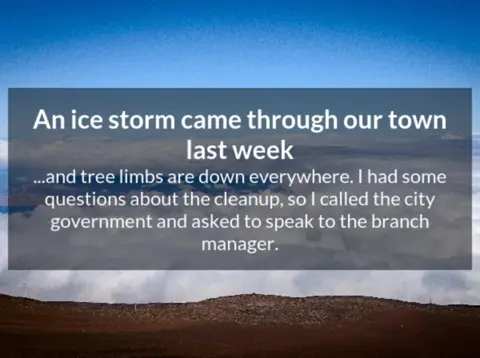 An ice storm came through our town
last week
...and tree limbs are down everywhere. I had some
questions about the cleanup, so I called the city
government and asked to speak to the branch
manager.